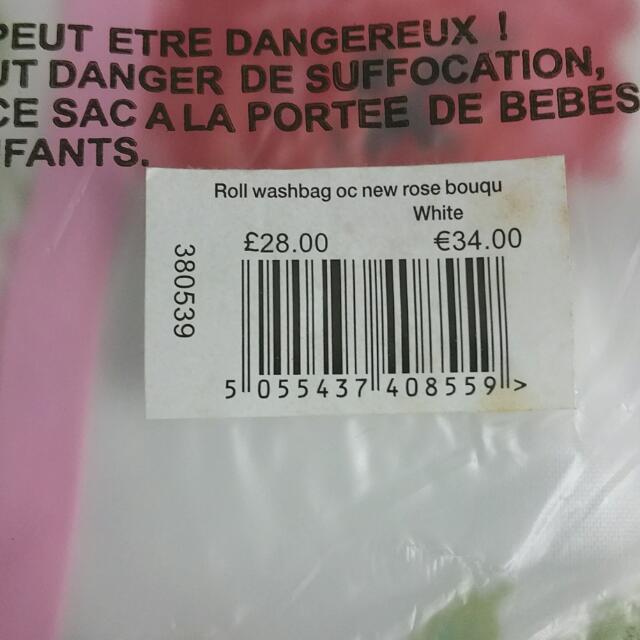 PEUT ETRE DANGEREUX !
UT DANGER DE SUFFOCATION,
CE SAC A LA PORTEE DE BEBES
FANTS.
Roll washbag oc new rose bouqu
White
£28.00 €34.00
380539
5 055437 408559 >